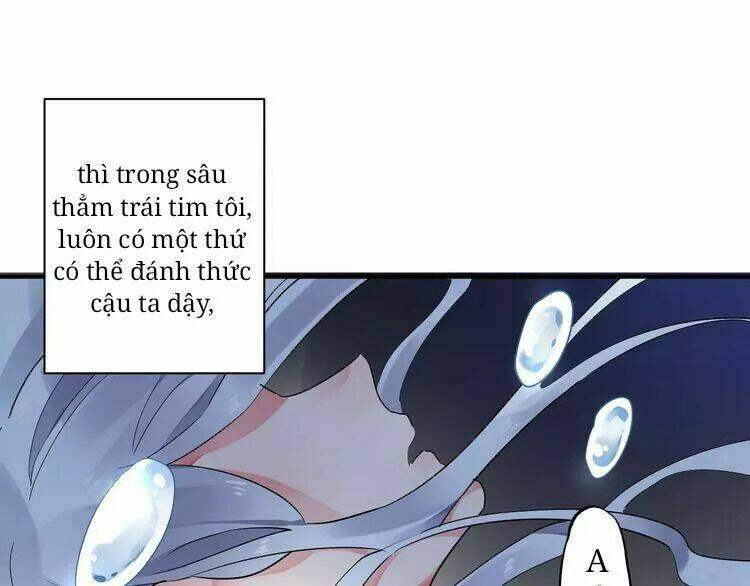 thì trong sâu
thẳm trái tim tôi,
luôn có một thứ
có thể đánh thức
cậu ta dậy,
A